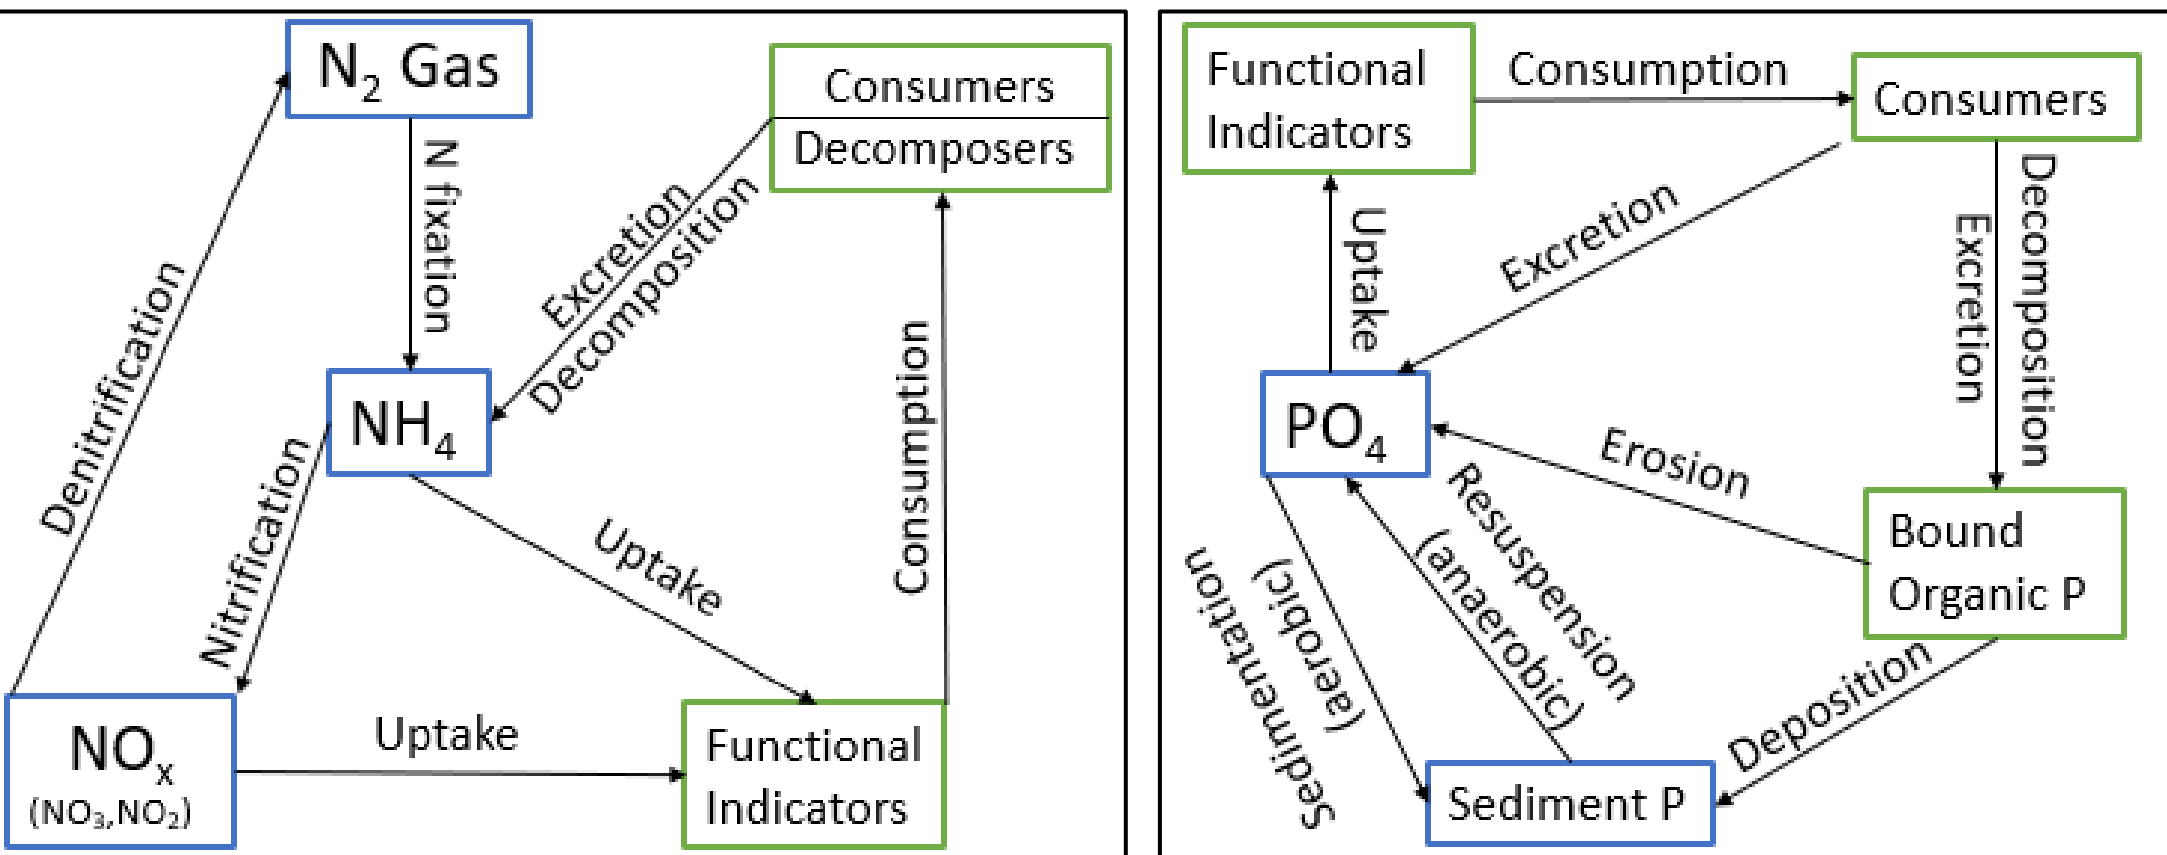 N₂ Gas
Consumers
Decomposers
N fixation
Excretion
Decomposition
Denitrification
NH₄
Nitrification
Uptake
Consumption
NOₓ
(NO₃,NO₂)
Uptake
Functional
Indicators
Functional
Indicators
Consumption
Consumers
Uptake
Excretion
Decomposition
Excretion
PO₄
Erosion
Resuspension
(anaerobic)
(aerobic)
Sedimentation
Bound
Organic P
Deposition
Sediment P